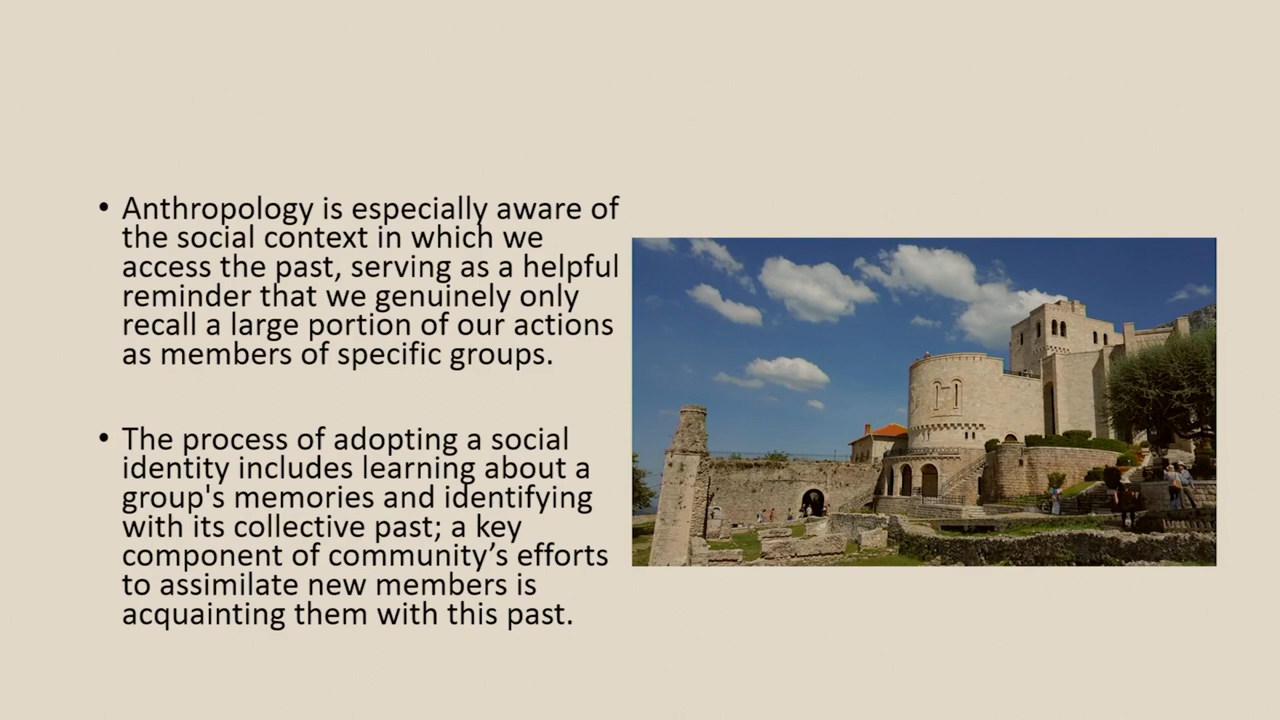 • Anthropology is especially aware of
the social context in which we
access the past, serving as a helpful
reminder that we genuinely only
recall a large portion of our actions
as members of specific groups.
• The process of adopting a social
identity includes learning about a
group's memories and identifying
with its collective past; a key
component of community’s efforts
to assimilate new members is
acquainting them with this past.